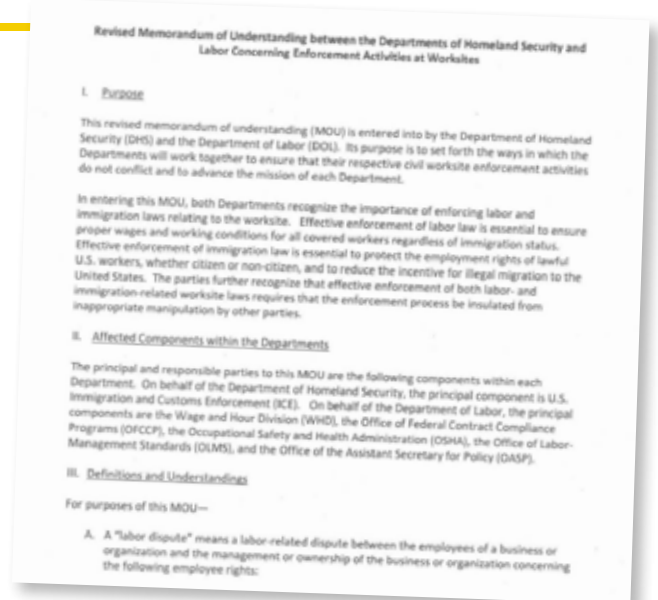 Revised Memorandum of Understanding between the Departments of Homeland Security and
Labor Concerning Enforcement Activities at Worksites
I. Purpose
This revised memorandum of understanding (MOU) is entered into by the Department of Homeland
Security (DHS) and the Department of Labor (DOL). Its purpose is to set forth the ways in which the
Departments will work together to ensure that their respective civil worksite enforcement activities
do not conflict and to advance the mission of each Department.
In entering this MOU, both Departments recognize the importance of enforcing labor and
immigration laws relating to the worksite. Effective enforcement of labor law is essential to ensure
proper wages and working conditions for all covered workers regardless of immigration status.
Effective enforcement of immigration law is essential to protect the employment rights of lawful
U.S. workers, whether citizen or non-citizen, and to reduce the incentive for illegal migration to the
United States. The parties further recognize that effective enforcement of both labor- and
immigration-related worksite laws requires that the enforcement process be insulated from
inappropriate manipulation by other parties.
II. Affected Components within the Departments
The principal and responsible parties to this MOU are the following components within each
Department. On behalf of the Department of Homeland Security, the principal component is U.S.
Immigration and Customs Enforcement (ICE). On behalf of the Department of Labor, the principal
components are the Wage and Hour Division (WHD), the Office of Federal Contract Compliance
Programs (OFCCP), the Occupational Safety and Health Administration (OSHA), the Office of Labor-
Management Standards (OLMS), and the Office of the Assistant Secretary for Policy (OASP).
III. Definitions and Understandings
For purposes of this MOU—
A. A "labor dispute" means a labor-related dispute between the employees of a business or
organization and the management or ownership of the business or organization concerning
the following employee rights: